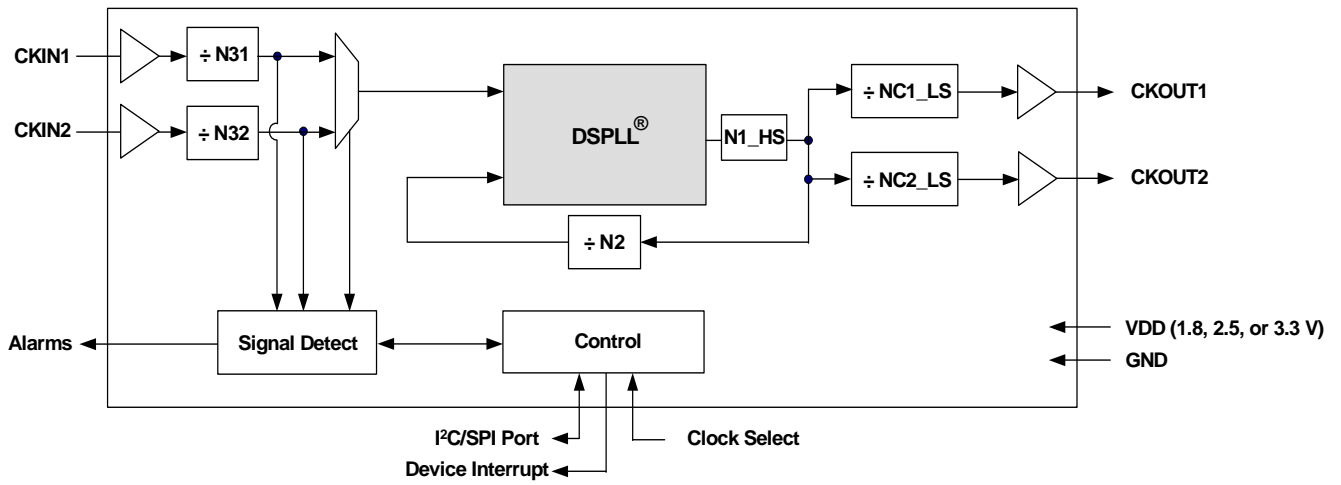 CKIN1
÷ N31
CKIN2
÷ N32
DSPLL®
N1_HS
÷ NC1_LS
CKOUT1
÷ NC2_LS
CKOUT2
÷ N2
Alarms
Signal Detect
Control
VDD (1.8, 2.5, or 3.3 V)
GND
I²C/SPI Port
Clock Select
Device Interrupt